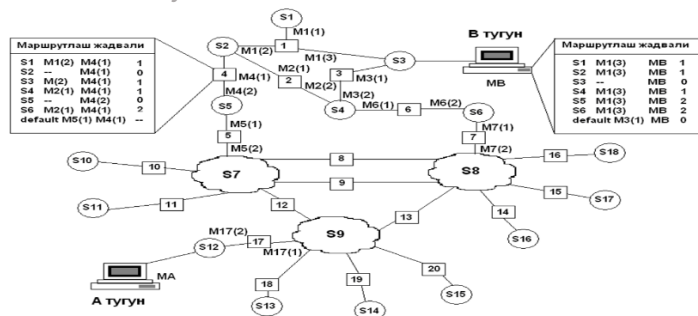 S1
Маршрутлаш жадвали
S1 M1(2) M4(1) 1
S2 -- M4(1) 0
S3 M(2) M4(1) 1
S4 M2(1) M4(1) 1
S5 -- M4(2) 0
S6 M2(1) M4(1) 2
default M5(1) M4(1) --
M1(1)
S2
M1(2)
1
M1(3)
S3
В тугун
MB
Маршрутлаш жадвали
S1 M1(3) MB 1
S2 M1(3) MB 1
S3 -- MB 0
S4 M1(3) MB 1
S5 M1(3) MB 2
S6 M1(3) MB 2
default M3(1) MB 0
4
M4(1)
M2(1)
2
M2(2)
3
M3(1)
M4(2)
M3(2)
S5
S4
M6(1)
6
M6(2)
S6
M5(1)
5
M5(2)
M7(1)
7
M7(2)
S10
10
S7
8
S8
16
S18
9
15
S17
S11
11
12
13
14
S16
S9
M17(2)
S12
17
M17(1)
MA
А тугун
18
S13
19
S14
20
S15